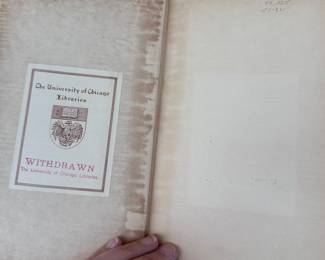 The University of Chicago
Libraries
WITHDRAWN
The University of Chicago Libraries